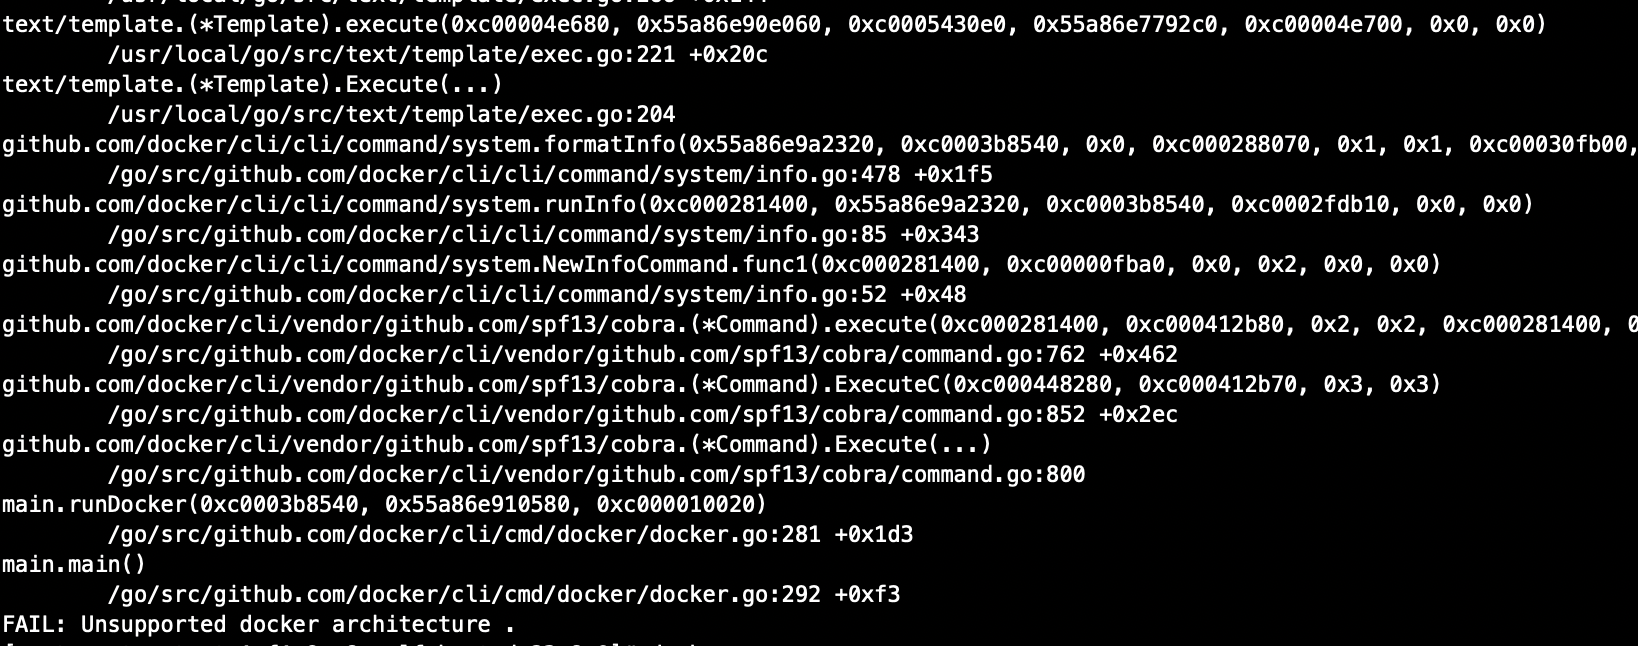 text/template.(*Template).execute(0xc00004e680, 0x55a86e90e060, 0xc0005430e0, 0x55a86e7792c0, 0xc00004e700, 0x0, 0x0)
/usr/local/go/src/text/template/exec.go:221 +0x20c
text/template.(*Template).Execute(...)
/usr/local/go/src/text/template/exec.go:204
github.com/docker/cli/cli/command/system.formatInfo(0x55a86e9a2320, 0xc0003b8540, 0x0, 0xc000288070, 0x1, 0x1, 0xc00030fb00,
/go/src/github.com/docker/cli/cli/command/system/info.go:478 +0x1f5
github.com/docker/cli/cli/command/system.runInfo(0xc000281400, 0x55a86e9a2320, 0xc0003b8540, 0xc0002fdb10, 0x0, 0x0)
/go/src/github.com/docker/cli/cli/command/system/info.go:85 +0x343
github.com/docker/cli/cli/command/system.NewInfoCommand.func1(0xc000281400, 0xc00000fba0, 0x0, 0x2, 0x0, 0x0)
/go/src/github.com/docker/cli/cli/command/system/info.go:52 +0x48
github.com/docker/cli/vendor/github.com/spf13/cobra.(*Command).execute(0xc000281400, 0xc000412b80, 0x2, 0x2, 0xc000281400,
/go/src/github.com/docker/cli/vendor/github.com/spf13/cobra/command.go:762 +0x462
github.com/docker/cli/vendor/github.com/spf13/cobra.(*Command).ExecuteC(0xc000448280, 0xc000412b70, 0x3, 0x3)
/go/src/github.com/docker/cli/vendor/github.com/spf13/cobra/command.go:852 +0x2ec
github.com/docker/cli/vendor/github.com/spf13/cobra.(*Command).Execute(...)
/go/src/github.com/docker/cli/vendor/github.com/spf13/cobra/command.go:800
main.runDocker(0xc0003b8540, 0x55a86e910580, 0xc000010020)
/go/src/github.com/docker/cli/cmd/docker/docker.go:281 +0x1d3
main.main()
/go/src/github.com/docker/cli/cmd/docker/docker.go:292 +0xf3
FAIL: Unsupported docker architecture .